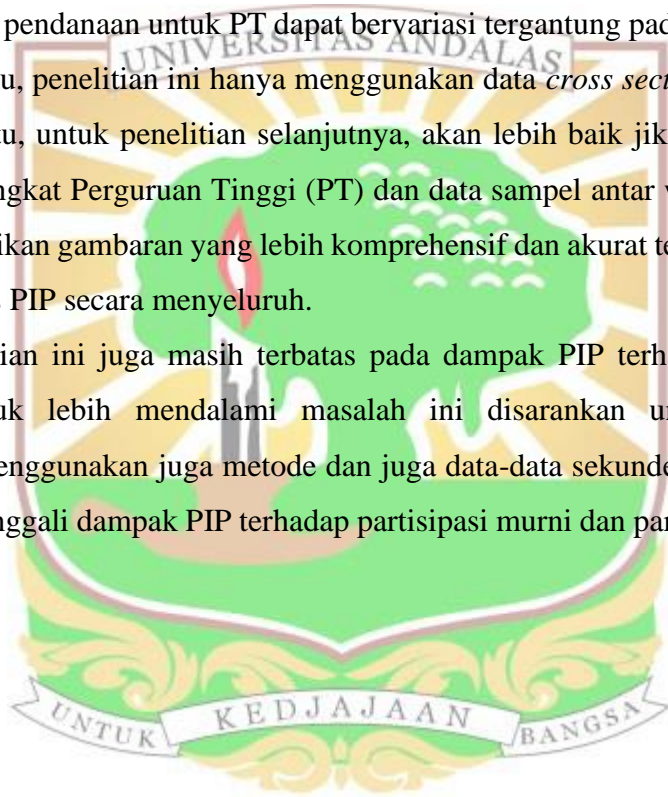 pendanaan untuk PT dapat bervariasi tergantung pad
UNIVERSITAS ANDALAS
u, penelitian ini hanya menggunakan data cross sect
tu, untuk penelitian selanjutnya, akan lebih baik jik
ngkat Perguruan Tinggi (PT) dan data sampel antar
ikan gambaran yang lebih komprehensif dan akurat te
PIP secara menyeluruh.
ian ini juga masih terbatas pada dampak PIP terh
uk lebih mendalami masalah ini disarankan un
enggunakan juga metode dan juga data-data sekunde
nggali dampak PIP terhadap partisipasi murni dan par
UNTUK KEDJAJAAN BANGSA